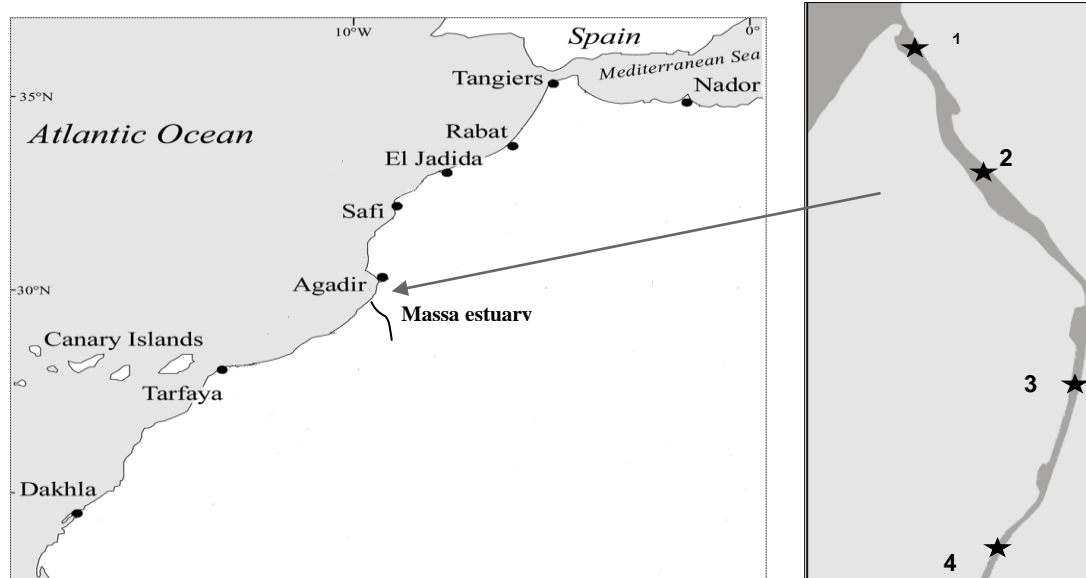 10°W
0°
Spain
Mediterranean Sea
Tangiers
Nador
35°N
Atlantic Ocean
Rabat
El Jadida
Safi
Agadir
30°N
Massa estuarv
Canary Islands
Tarfaya
Dakhla
1
2
3
4